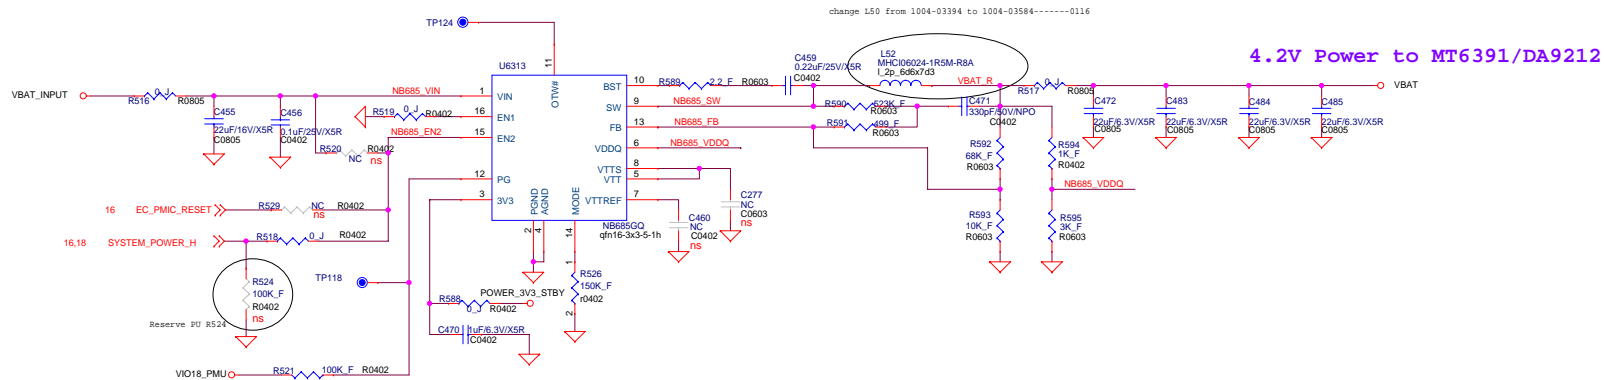 change L50 from 1004-03394 to 1004-03584-------0116
TP124
4.2V Power to MT6391/DA9212
U6313
11
OTW#
C459
0.22uF/25V/X5R
C0402
L52
MHCI06024-1R5M-R8A
l_2p_6d6x7d3
VBAT_R
VBAT_INPUT
R516
0_J
R0805
NB685_VIN
1
VIN
BST
10
R589
2.2_F
R0603
R517
0_J
R0805
VBAT
C455
22uF/16V/X5R
C0805
C456
0.1uF/25V/X5R
C0402
R519
0_J
R0402
16
EN1
SW
9
NB685_SW
R590
523K_F
R0603
C471
330pF/50V/NPO
C0402
C472
22uF/6.3V/X5R
C0805
C483
22uF/6.3V/X5R
C0805
C484
22uF/6.3V/X5R
C0805
C485
22uF/6.3V/X5R
C0805
NB685_EN2
15
EN2
FB
13
NB685_FB
R591
499_F
R0603
R520
NC
R0402
ns
VDDQ
6
NB685_VDDQ
R592
68K_F
R0603
R594
1K_F
R0402
VTTS
8
VTT
5
12
PG
3
3V3
NB685_VDDQ
PGND
AGND
MODE
VTTREF
7
C277
NC
C0603
ns
16
EC_PMIC_RESET
R529
NC
R0402
ns
C460
NC
C0402
ns
R593
10K_F
R0603
R595
3K_F
R0603
2
4
14
NB685GQ
qfn16-3x3-5-1h
16,18
SYSTEM_POWER_H
R518
0_J
R0402
R524
100K_F
R0402
ns
TP118
1
R526
150K_F
r0402
2
POWER_3V3_STBY
R588
0_J
R0402
Reserve PU R524
C470
1uF/6.3V/X5R
C0402
VIO18_PMU
R521
100K_F
R0402